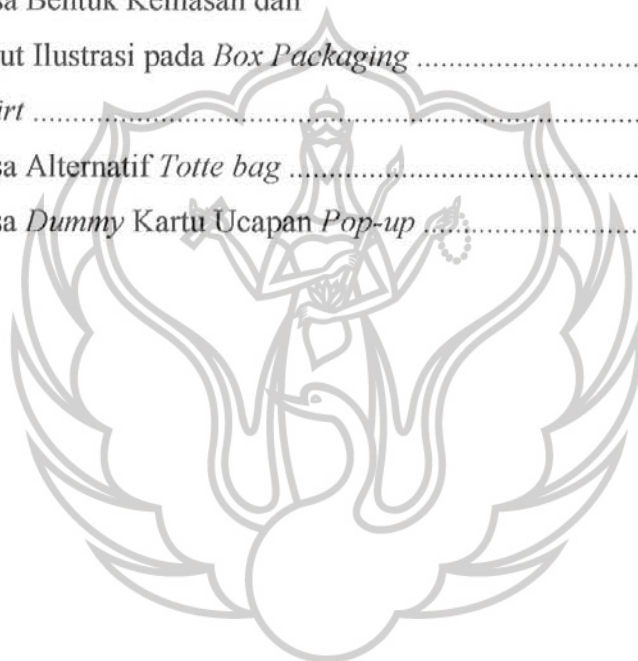 sa Bentuk Kemasan dan
ut Ilustrasi pada Box Packaging ...........................
irt ...........................................................................
sa Alternatif Totte bag ...........................................
sa Dummy Kartu Ucapan Pop-up ...........................